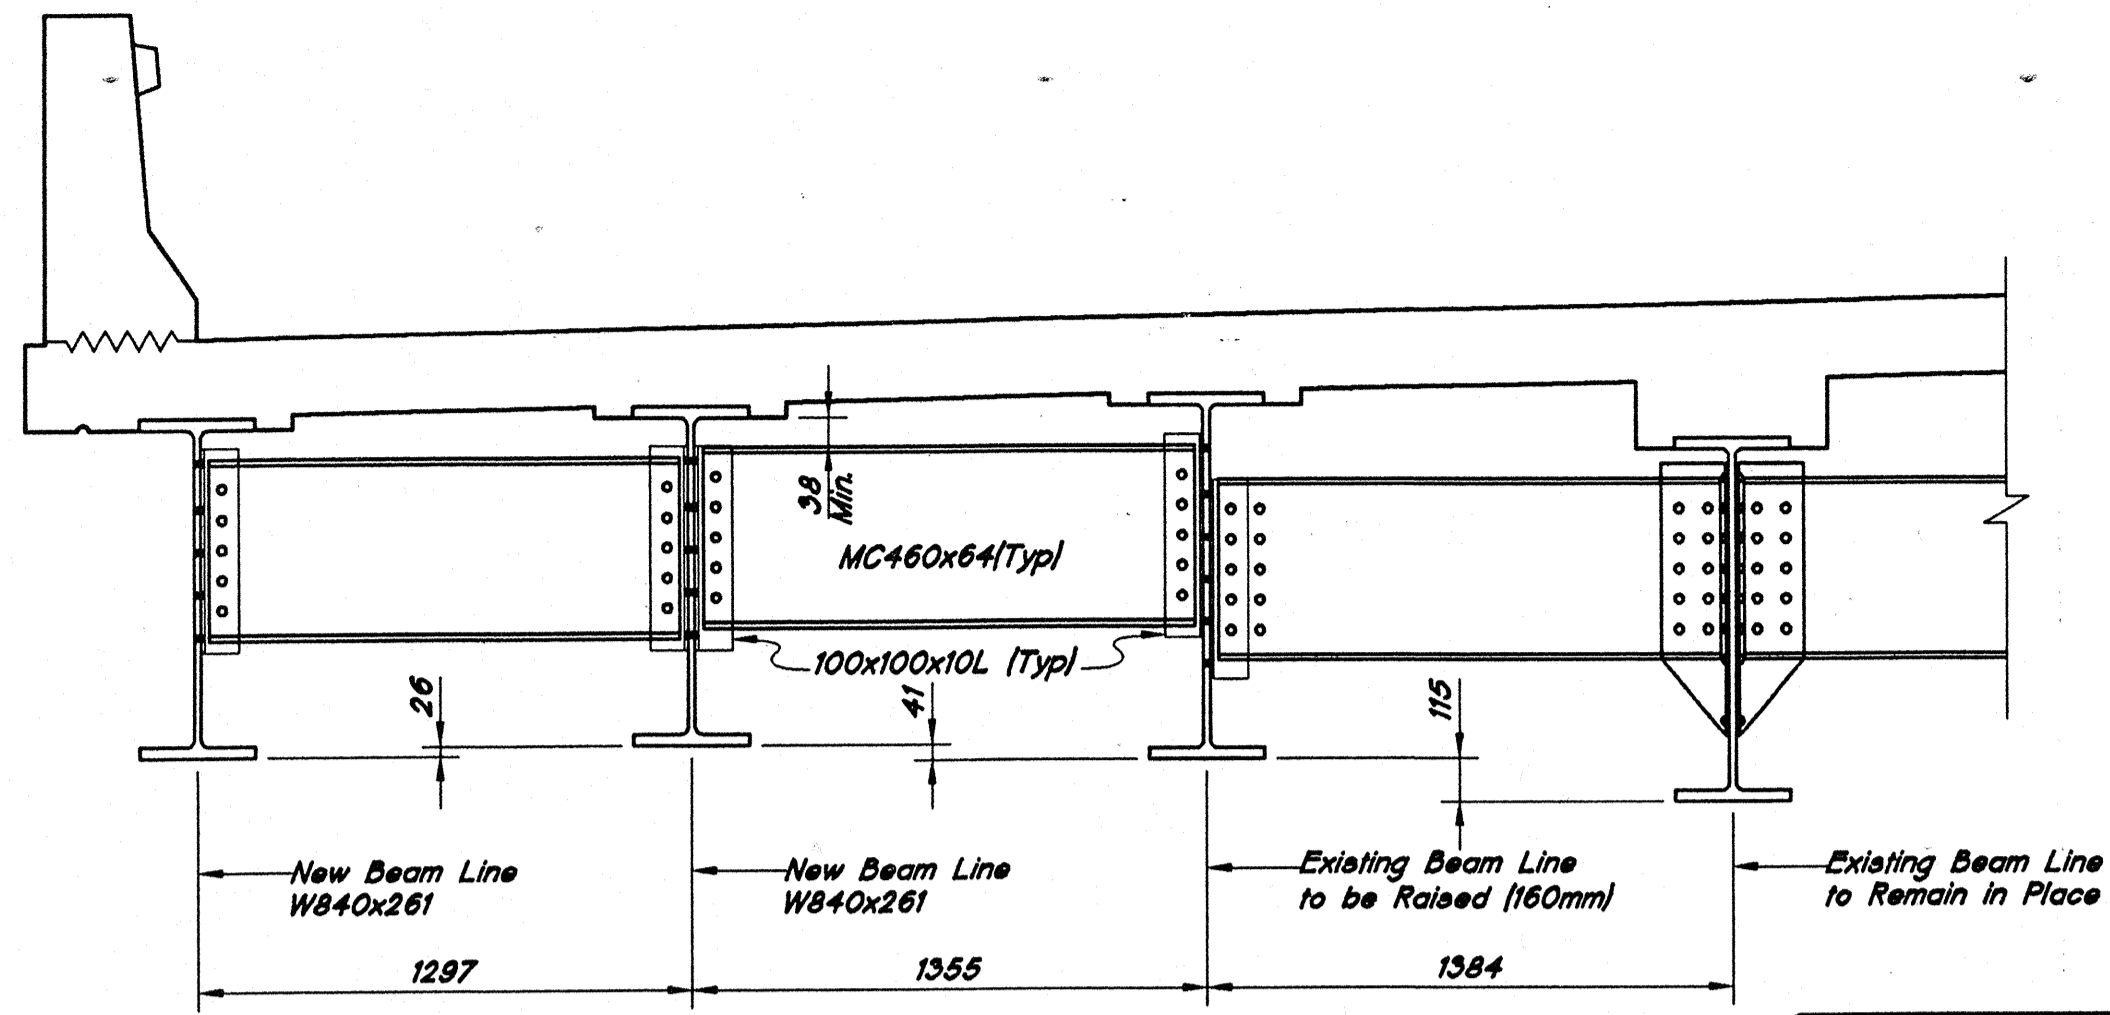 38
Min.
MC460x64(Typ)
100x100x10L (Typ)
26
41
115
New Beam Line
W840x261
New Beam Line
W840x261
Existing Beam Line
to be Raised (160mm)
Existing Beam Line
to Remain in Place
1297
1355
1384